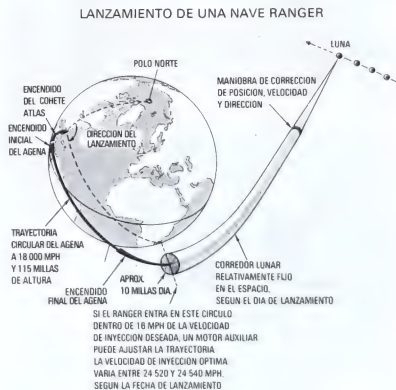 LANZAMIENTO DE UNA NAVE RANGER
LUNA
POLO NORTE
MANIOBRA DE CORRECCION
DE POSICION, VELOCIDAD
Y DIRECCION
ENCENDIDO
DEL COHETE
ATLAS
DIRECCION DEL
LANZAMIENTO
ENCENDIDO
INICIAL
DEL AGENA
TRAYECTORIA
CIRCULAR DEL AGENA
A 18 000 MPH
Y 115 MILLAS
DE ALTURA
ENCENDIDO
FINAL DEL AGENA
APROX.
10 MILLAS DIA.
CORREDOR LUNAR
RELATIVAMENTE FIJO
EN EL ESPACIO,
SEGUN EL DIA DE LANZAMIENTO
SI EL RANGER ENTRA EN ESTE CIRCULO
DENTRO DE 16 MPH DE LA VELOCIDAD
DE INYECCION DESEADA, UN MOTOR AUXILIAR
PUEDE AJUSTAR LA TRAYECTORIA
LA VELOCIDAD DE INYECCION OPTIMA
VARIA ENTRE 24 520 Y 24 540 MPH.
SEGUN LA FECHA DE LANZAMIENTO